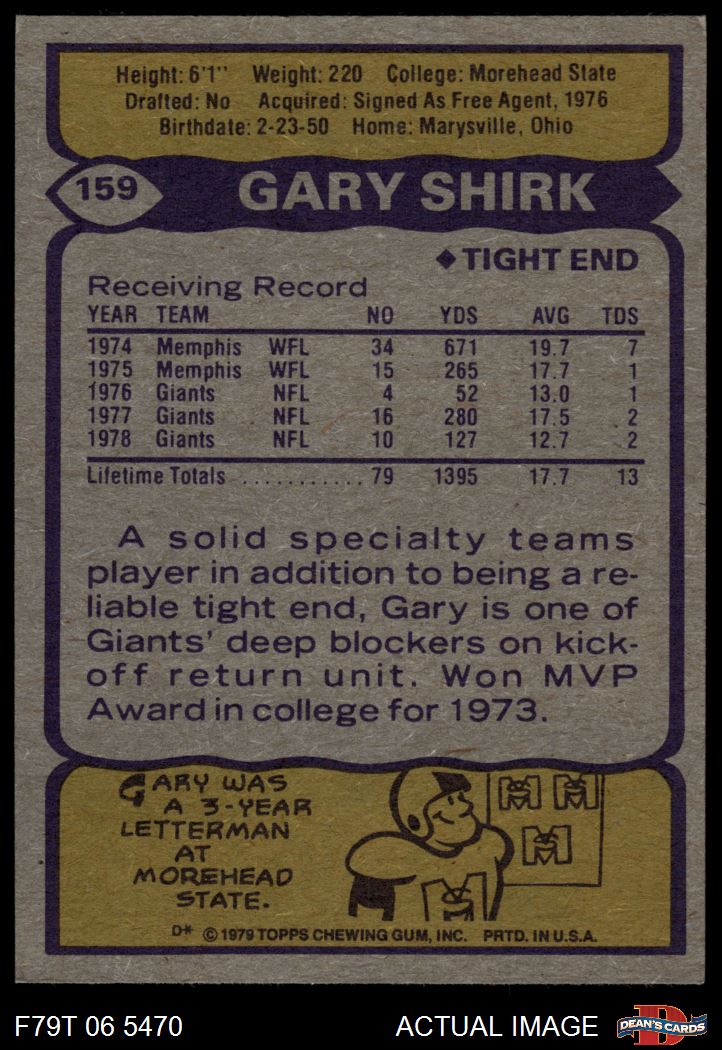 Height: 6'1" Weight: 220 College: Morehead State
Drafted: No Acquired: Signed As Free Agent, 1976
Birthdate: 2-23-50 Home: Marysville, Ohio
159 GARY SHIRK
◆ TIGHT END
Receiving Record
YEAR TEAM NO YDS AVG TDS
1974 Memphis WFL 34 671 19.7 7
1975 Memphis WFL 15 265 17.7 1
1976 Giants NFL 4 52 13.0 1
1977 Giants NFL 16 280 17.5 2
1978 Giants NFL 10 127 12.7 2
Lifetime Totals ........... 79 1395 17.7 13
A solid specialty teams
player in addition to being a re-
liable tight end, Gary is one of
Giants' deep blockers on kick-
off return unit. Won MVP
Award in college for 1973.
GARY WAS
A 3-YEAR
LETTERMAN
AT
MOREHEAD
STATE.
MS MS
MS
MS
D* © 1979 TOPPS CHEWING GUM, INC. PRTD. IN U.S.A.
F79T 06 5470 ACTUAL IMAGE D DEAN'S CARDS